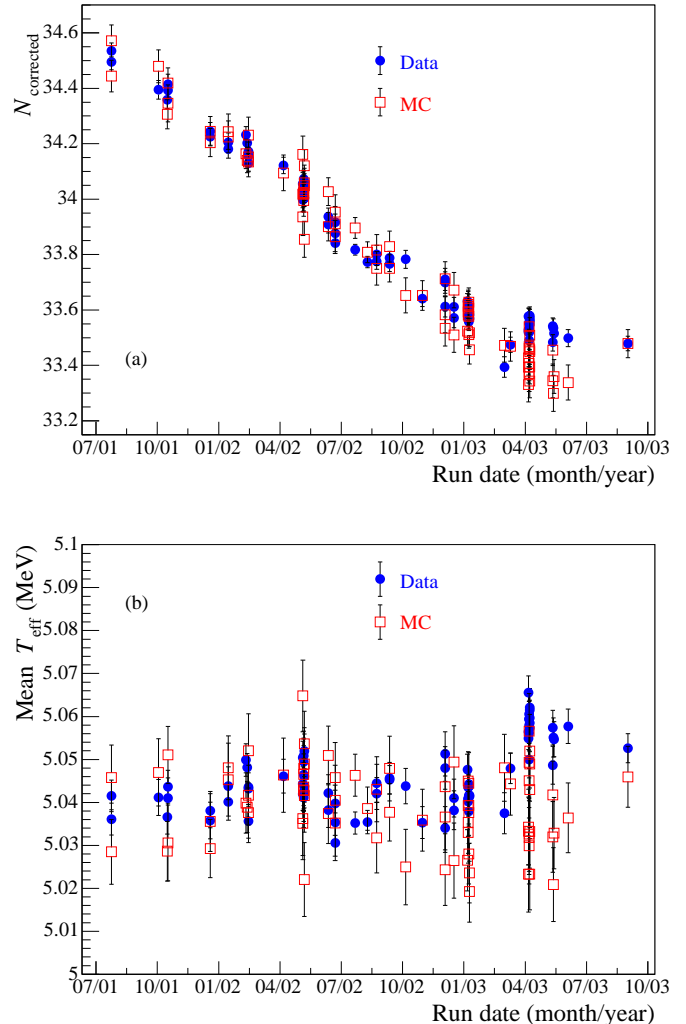 N corrected
34.6
34.4
34.2
34
33.8
33.6
33.4
33.2
Data
MC
(a)
07/01 10/01 01/02 04/02 07/02 10/02 01/03 04/03 07/03 10/03
Run date (month/year)
Mean T eff (MeV)
5.1
5.09
5.08
5.07
5.06
5.05
5.04
5.03
5.02
5.01
5
Data
(b)
MC
07/01 10/01 01/02 04/02 07/02 10/02 01/03 04/03 07/03 10/03
Run date (month/year)